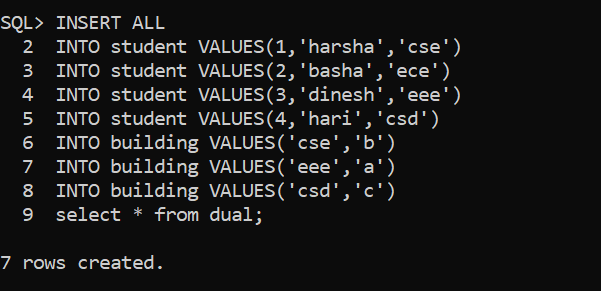 SQL> INSERT ALL
2 INTO student VALUES(1,'harsha','cse')
3 INTO student VALUES(2,'basha','ece')
4 INTO student VALUES(3,'dinesh','eee')
5 INTO student VALUES(4,'hari','csd')
6 INTO building VALUES('cse','b')
7 INTO building VALUES('eee','a')
8 INTO building VALUES('csd','c')
9 select * from dual;
7 rows created.